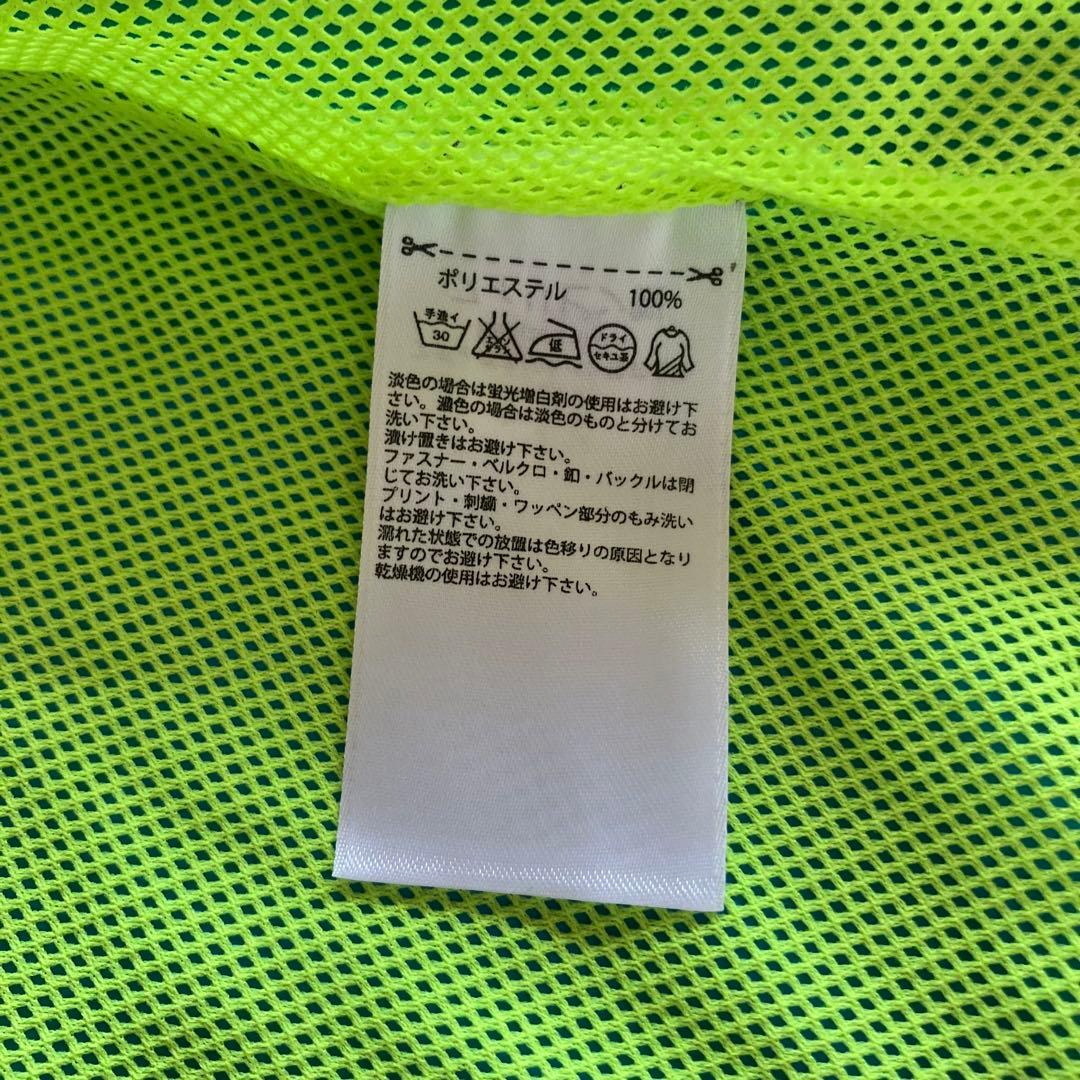 ポリエステル 100%
手洗イ 30 エンソサラシ 低 ドライ セキユ系
淡色の場合は蛍光増白剤の使用はお避け下
さい。濃色の場合は淡色のものと分けてお
洗い下さい。
漬け置きはお避け下さい。
ファスナー・ベルクロ・釦・バックルは閉
じてお洗い下さい。
プリント・刺繍・ワッペン部分のもみ洗い
はお避け下さい。
濡れた状態での放置は色移りの原因となり
ますのでお避け下さい。
乾燥機の使用はお避け下さい。